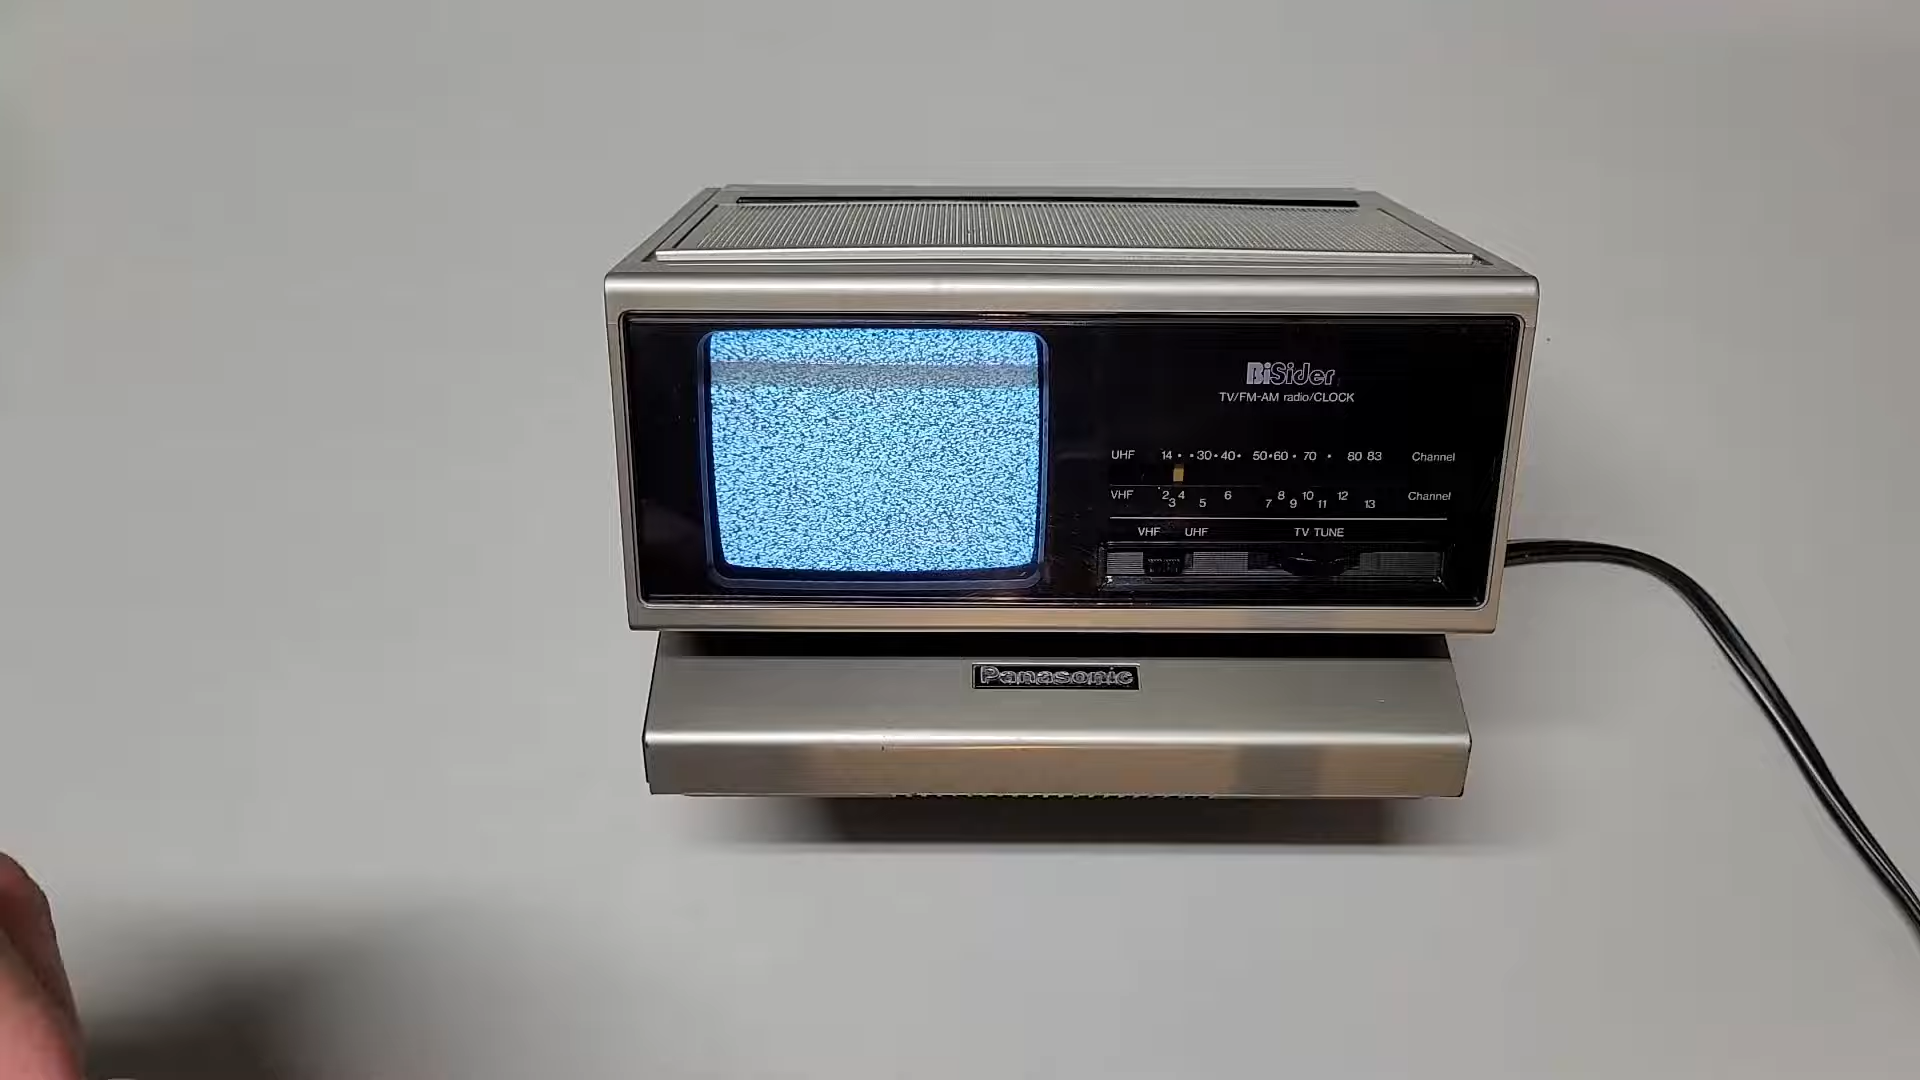 BiSider
TV/FM-AM radio/CLOCK
UHF 14 • •30•40• 50•60• 70 • 80 83 Channel
VHF 2 3 4 5 6 7 8 9 10 11 12 13 Channel
VHF UHF TV TUNE
Panasonic